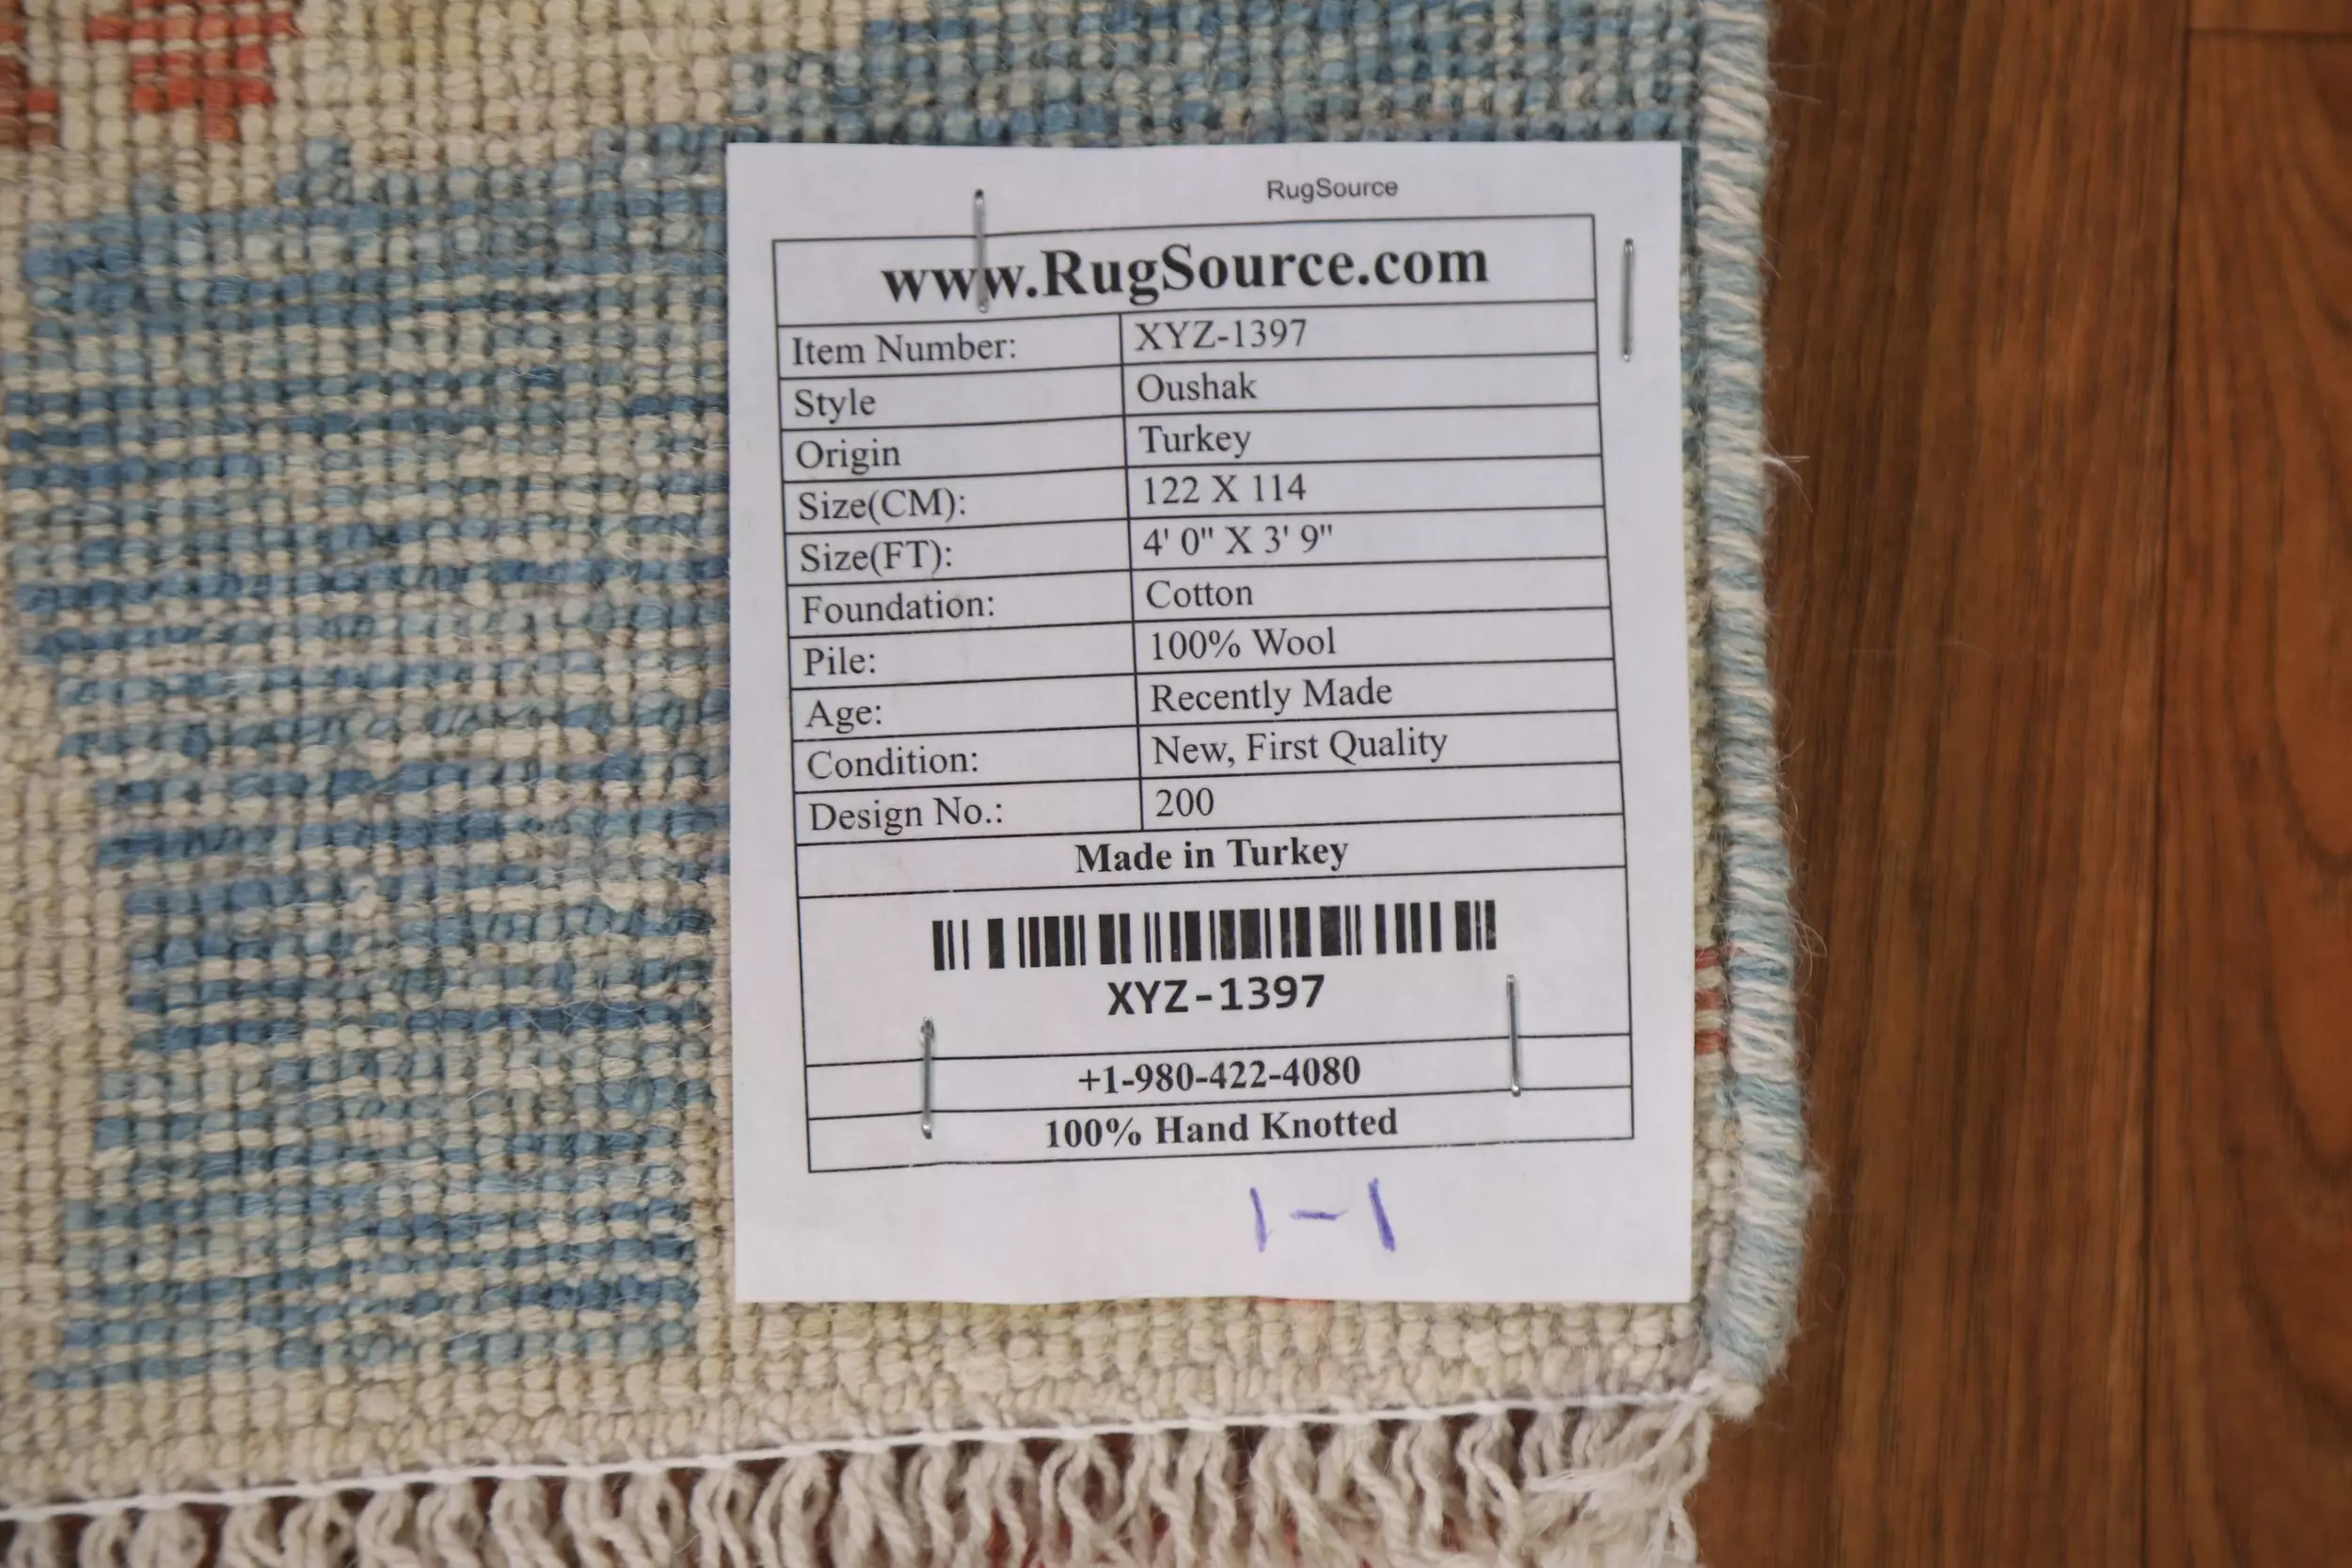 RugSource
www.RugSource.com
Item Number: XYZ-1397
Style Oushak
Origin Turkey
Size(CM): 122 X 114
Size(FT): 4' 0" X 3' 9"
Foundation: Cotton
Pile: 100% Wool
Age: Recently Made
Condition: New, First Quality
Design No.: 200
Made in Turkey
XYZ-1397
+1-980-422-4080
100% Hand Knotted
1-1